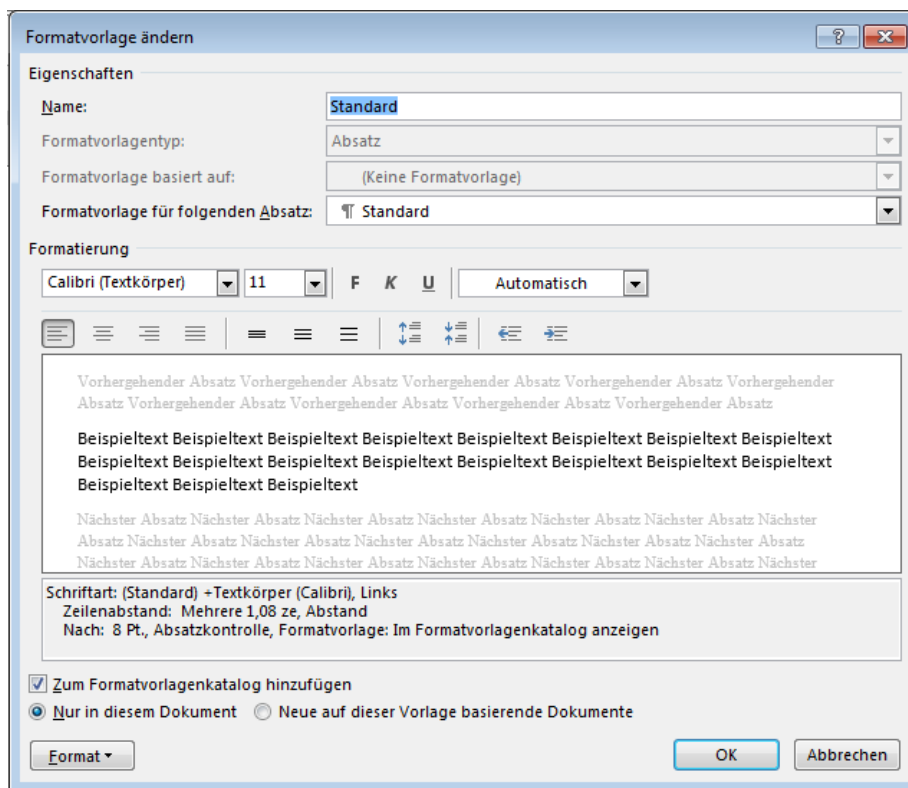 Formatvorlage ändern
Eigenschaften
Name: Standard
Formatvorlagentyp: Absatz
Formatvorlage basiert auf: (Keine Formatvorlage)
Formatvorlage für folgenden Absatz: ¶ Standard
Formatierung
Calibri (Textkörper) 11 F K U Automatisch
Vorhergehender Absatz Vorhergehender Absatz Vorhergehender Absatz Vorhergehender Absatz Vorhergehender
Absatz Vorhergehender Absatz Vorhergehender Absatz Vorhergehender Absatz Vorhergehender Absatz
Beispieltext Beispieltext Beispieltext Beispieltext Beispieltext Beispieltext Beispieltext Beispieltext
Beispieltext Beispieltext Beispieltext Beispieltext Beispieltext Beispieltext Beispieltext Beispieltext
Beispieltext Beispieltext Beispieltext
Nächster Absatz Nächster Absatz Nächster Absatz Nächster Absatz Nächster Absatz Nächster Absatz Nächster
Absatz Nächster Absatz Nächster Absatz Nächster Absatz Nächster Absatz Nächster Absatz Nächster Absatz
Nächster Absatz Nächster Absatz Nächster Absatz Nächster Absatz Nächster Absatz Nächster Absatz Nächster
Schriftart: (Standard) +Textkörper (Calibri), Links
Zeilenabstand: Mehrere 1,08 ze, Abstand
Nach: 8 Pt., Absatzkontrolle, Formatvorlage: Im Formatvorlagenkatalog anzeigen
Zum Formatvorlagenkatalog hinzufügen
Nur in diesem Dokument Neue auf dieser Vorlage basierende Dokumente
Format OK Abbrechen